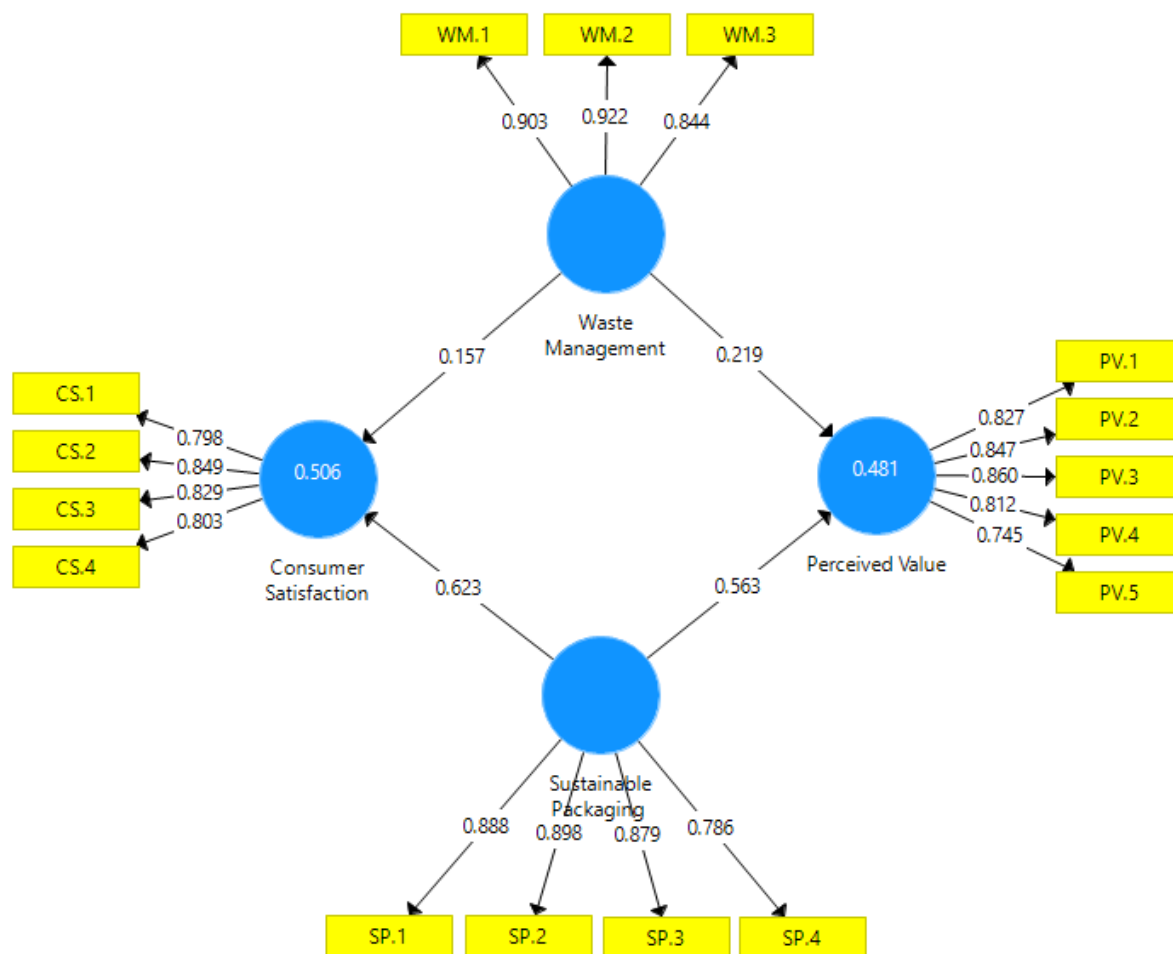 WM.1 WM.2 WM.3
0.903 0.922 0.844
Waste
Management
0.157 0.219
CS.1
CS.2
CS.3
CS.4
0.798
0.849
0.829
0.803
0.506
Consumer
Satisfaction
0.481
Perceived Value
0.827
0.847
0.860
0.812
0.745
PV.1
PV.2
PV.3
PV.4
PV.5
0.623 0.563
Sustainable
Packaging
0.888 0.898 0.879 0.786
SP.1 SP.2 SP.3 SP.4